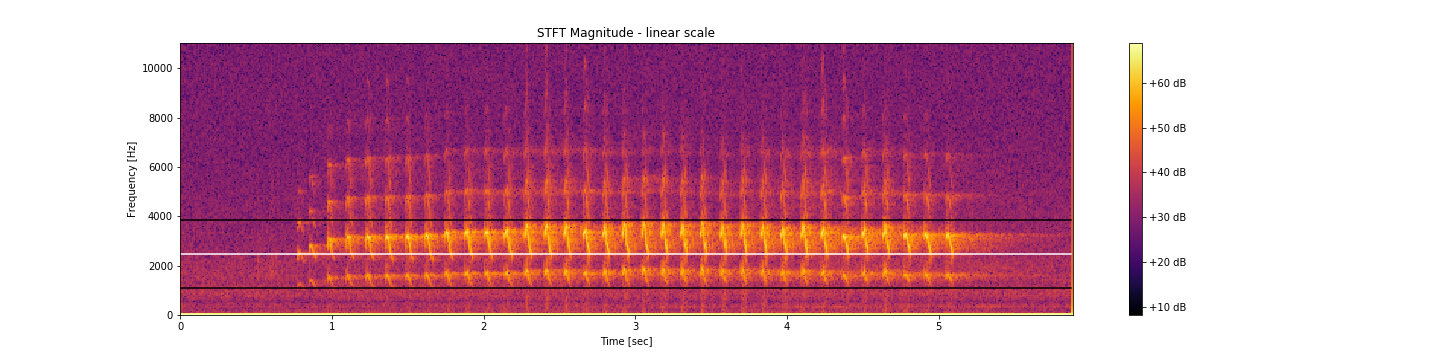 STFT Magnitude - linear scale
10000
8000
6000
4000
2000
0
Frequency [Hz]
0 1 2 3 4 5
Time [sec]
+60 dB
+50 dB
+40 dB
+30 dB
+20 dB
+10 dB